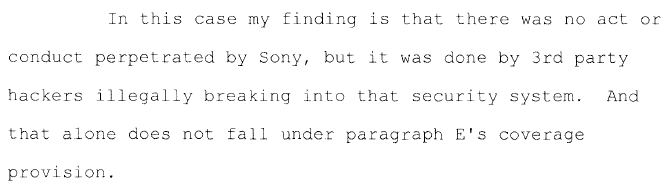 In this case my finding is that there was no act or
conduct perpetrated by Sony, but it was done by 3rd party
hackers illegally breaking into that security system.  And
that alone does not fall under paragraph E's coverage
provision.